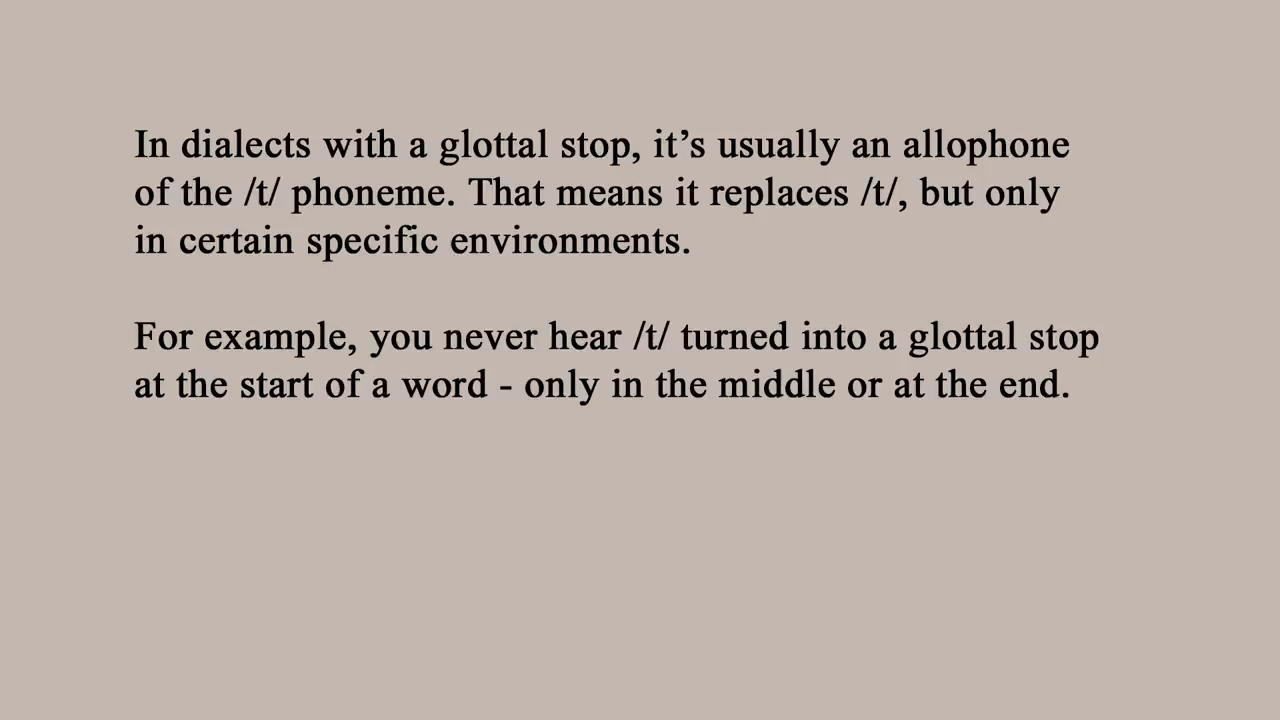 In dialects with a glottal stop, it’s usually an allophone
of the /t/ phoneme. That means it replaces /t/, but only
in certain specific environments.
For example, you never hear /t/ turned into a glottal stop
at the start of a word - only in the middle or at the end.